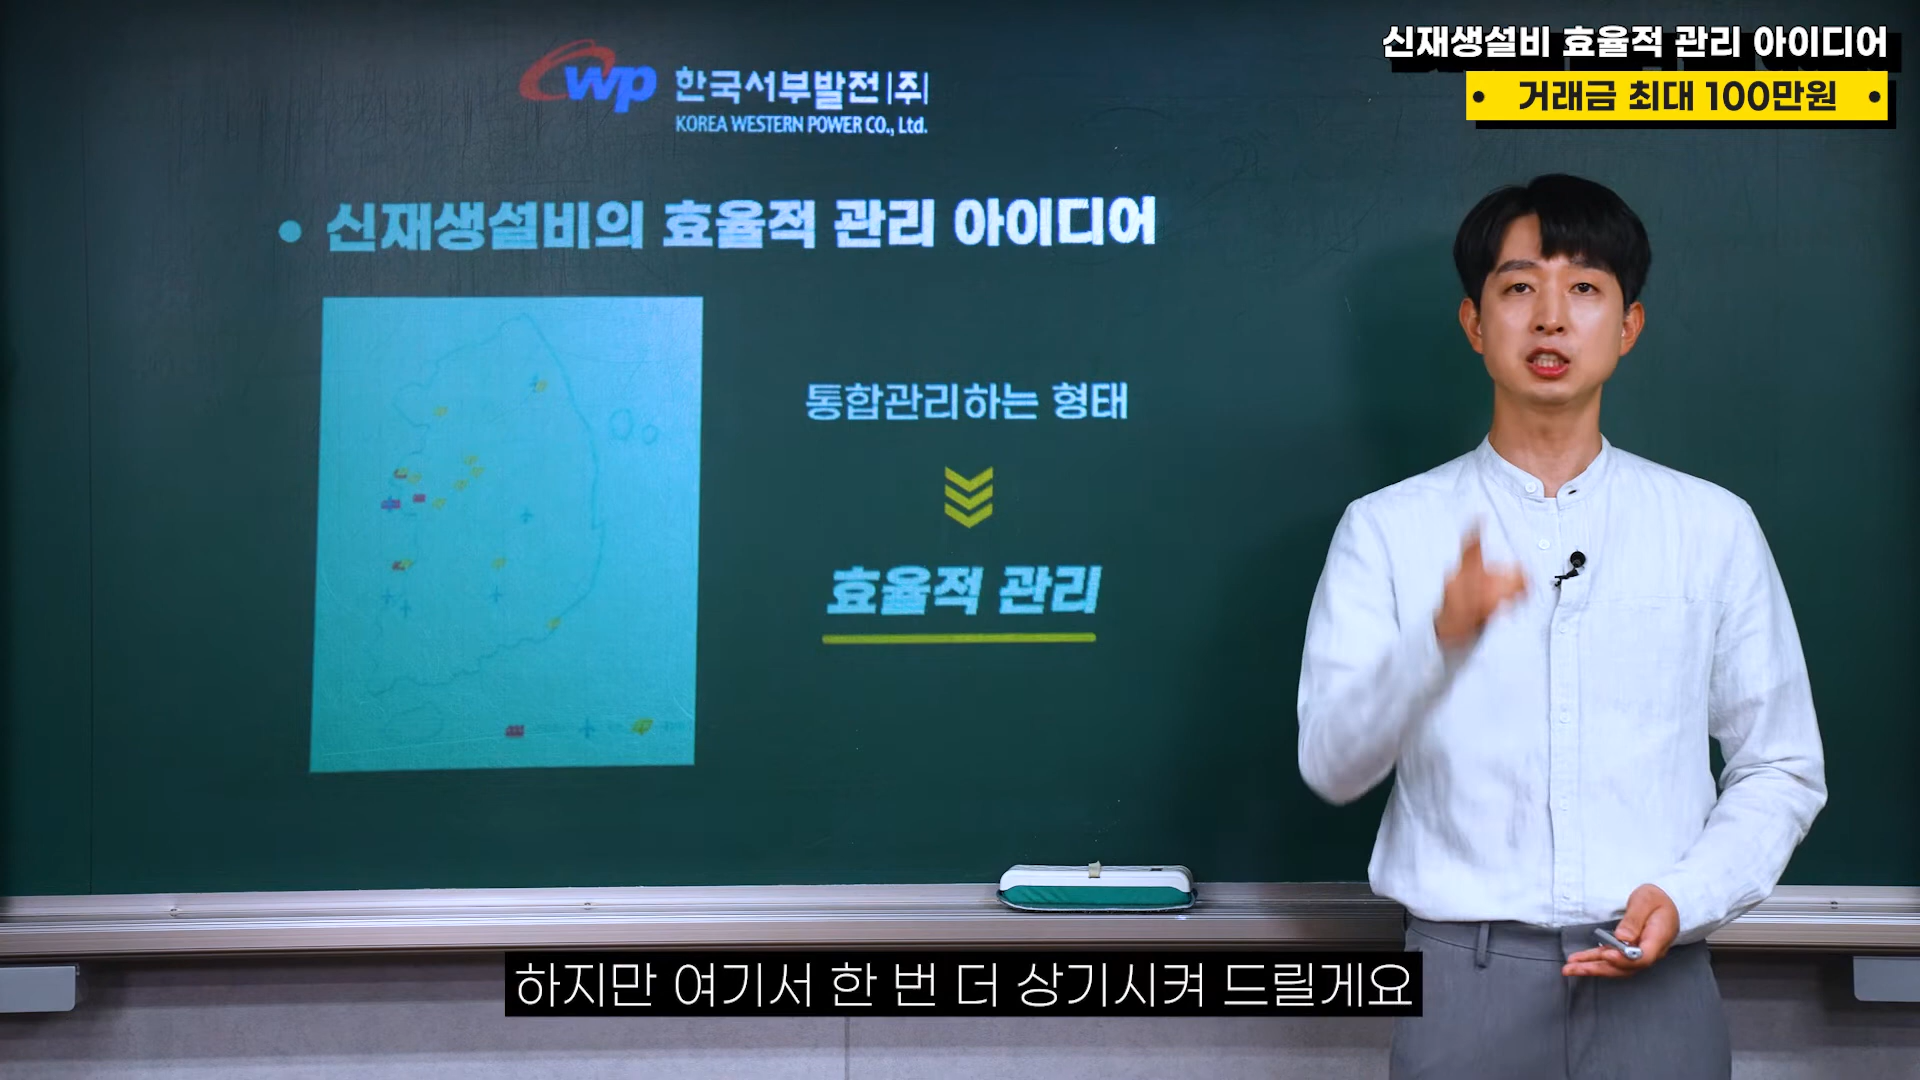 신재생설비 효율적 관리 아이디어
• 거래금 최대 100만원 •
wp 한국서부발전|주|
KOREA WESTERN POWER CO., Ltd.
• 신재생설비의 효율적 관리 아이디어
통합관리하는 형태
효율적 관리
하지만 여기서 한 번 더 상기시켜 드릴게요